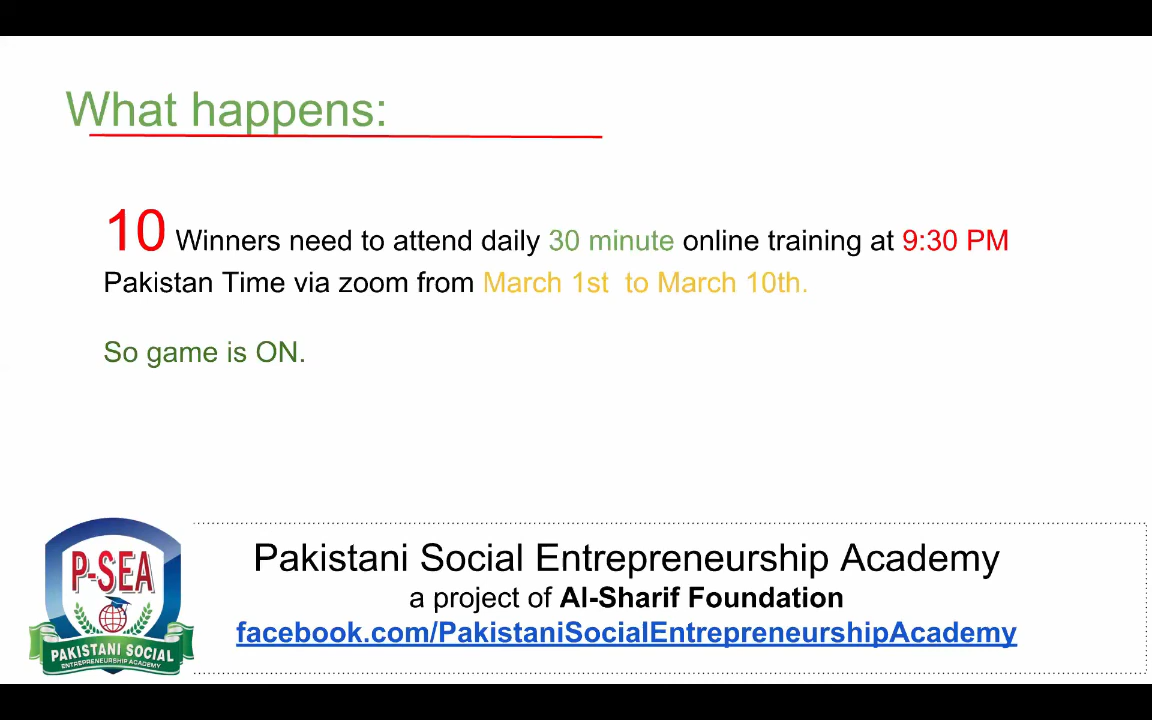 What happens:
10 Winners need to attend daily 30 minute online training at 9:30 PM
Pakistan Time via zoom from March 1st  to March 10th.
So game is ON.
P-SEA
PAKISTANI SOCIAL
ENTREPRENEURSHIP ACADEMY
Pakistani Social Entrepreneurship Academy
a project of Al-Sharif Foundation
facebook.com/PakistaniSocialEntrepreneurshipAcademy